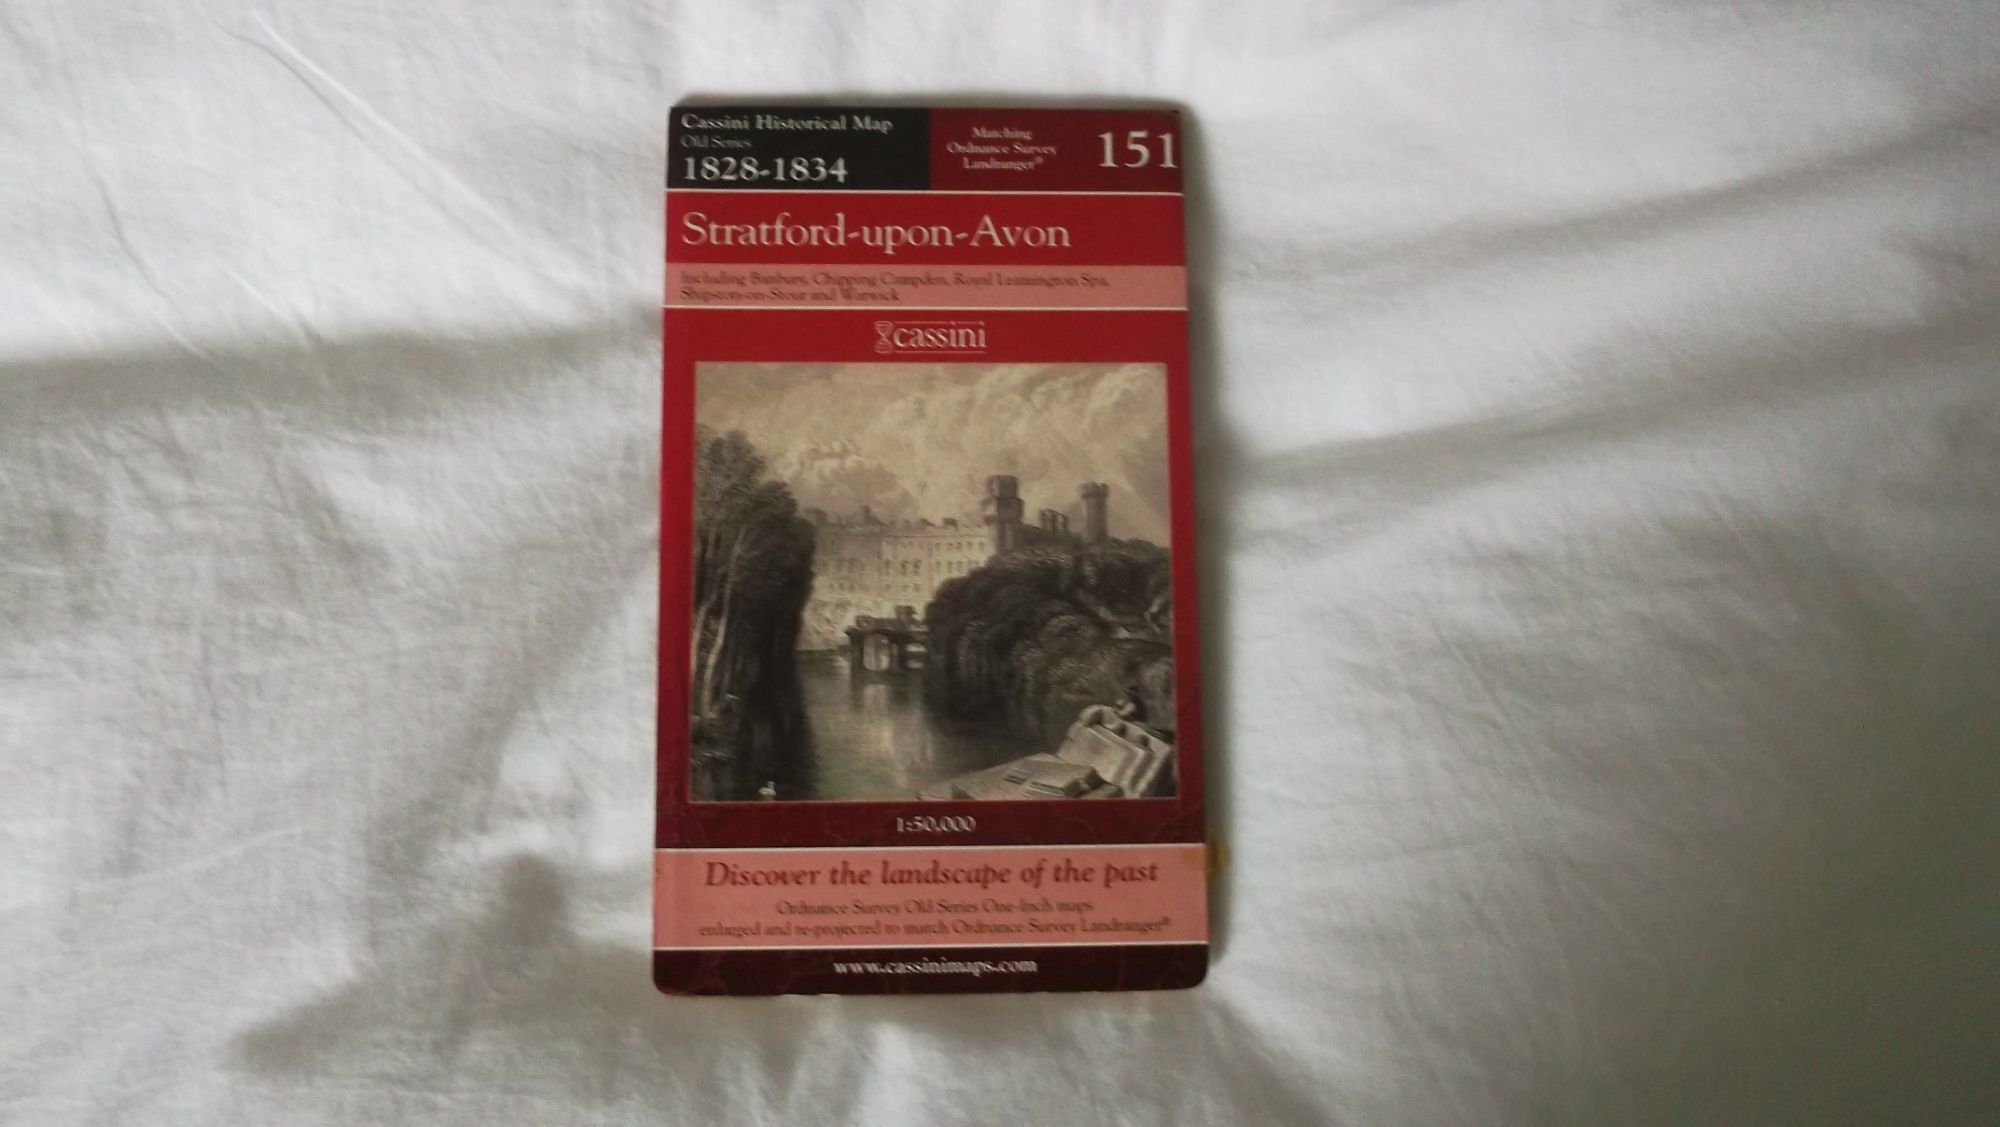 Cassini Historical Map
Old Series
1828-1834
Matching
Ordnance Survey
Landranger®
151
Stratford-upon-Avon
Including Banbury, Chipping Campden, Royal Leamington Spa,
Shipston-on-Stour and Warwick
cassini
1:50,000
Discover the landscape of the past
Ordnance Survey Old Series One-Inch maps
enlarged and re-projected to match Ordnance Survey Landranger®
www.cassinimaps.com